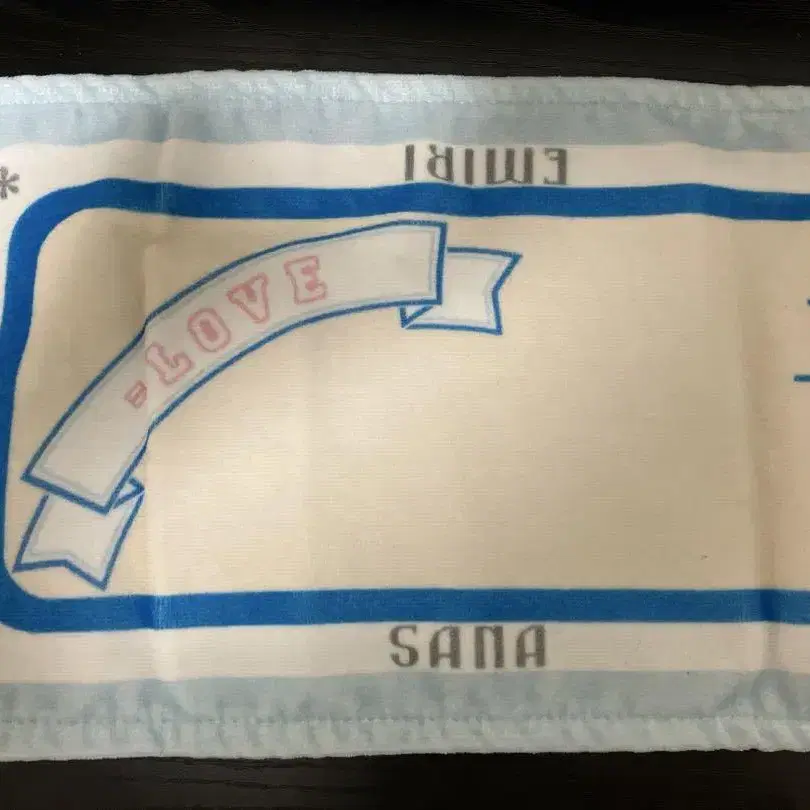 EMIRI
*
=LOVE
SANA